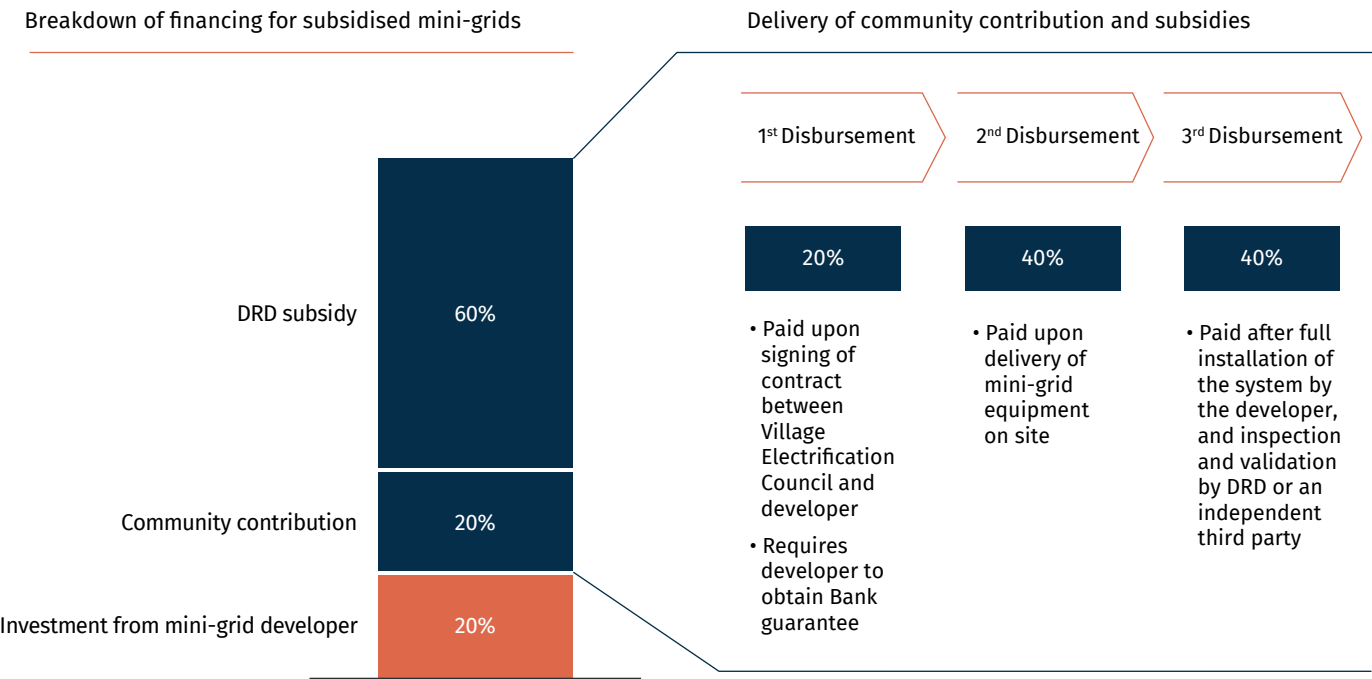 Breakdown of financing for subsidised mini-grids
DRD subsidy
60%
Community contribution
20%
Investment from mini-grid developer
20%
Delivery of community contribution and subsidies
1st Disbursement
20%
• Paid upon
signing of
contract
between
Village
Electrification
Council and
developer
• Requires
developer to
obtain Bank
guarantee
2nd Disbursement
40%
• Paid upon
delivery of
mini-grid
equipment
on site
3rd Disbursement
40%
• Paid after full
installation of
the system by
the developer,
and inspection
and validation
by DRD or an
independent
third party